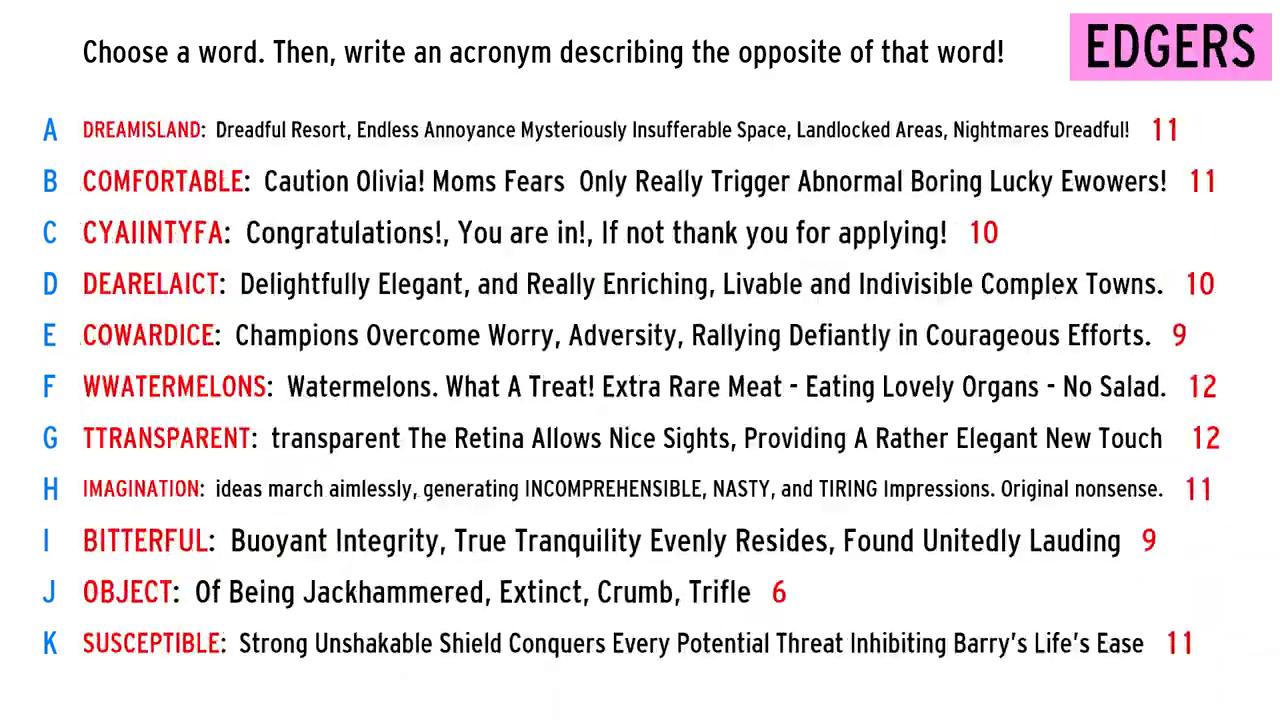 Choose a word. Then, write an acronym describing the opposite of that word!
EDGERS
A DREAMISLAND: Dreadful Resort, Endless Annoyance Mysteriously Insufferable Space, Landlocked Areas, Nightmares Dreadful! 11
B COMFORTABLE: Caution Olivia! Moms Fears Only Really Trigger Abnormal Boring Lucky Ewowers! 11
C CYAIINTYFA: Congratulations!, You are in!, If not thank you for applying! 10
D DEARELAICT: Delightfully Elegant, and Really Enriching, Livable and Indivisible Complex Towns. 10
E COWARDICE: Champions Overcome Worry, Adversity, Rallying Defiantly in Courageous Efforts. 9
F WWATERMELONS: Watermelons. What A Treat! Extra Rare Meat - Eating Lovely Organs - No Salad. 12
G TTRANSPARENT: transparent The Retina Allows Nice Sights, Providing A Rather Elegant New Touch 12
H IMAGINATION: ideas march aimlessly, generating INCOMPREHENSIBLE, NASTY, and TIRING Impressions. Original nonsense. 11
I BITTERFUL: Buoyant Integrity, True Tranquility Evenly Resides, Found Unitedly Lauding 9
J OBJECT: Of Being Jackhammered, Extinct, Crumb, Trifle 6
K SUSCEPTIBLE: Strong Unshakable Shield Conquers Every Potential Threat Inhibiting Barry's Life's Ease 11